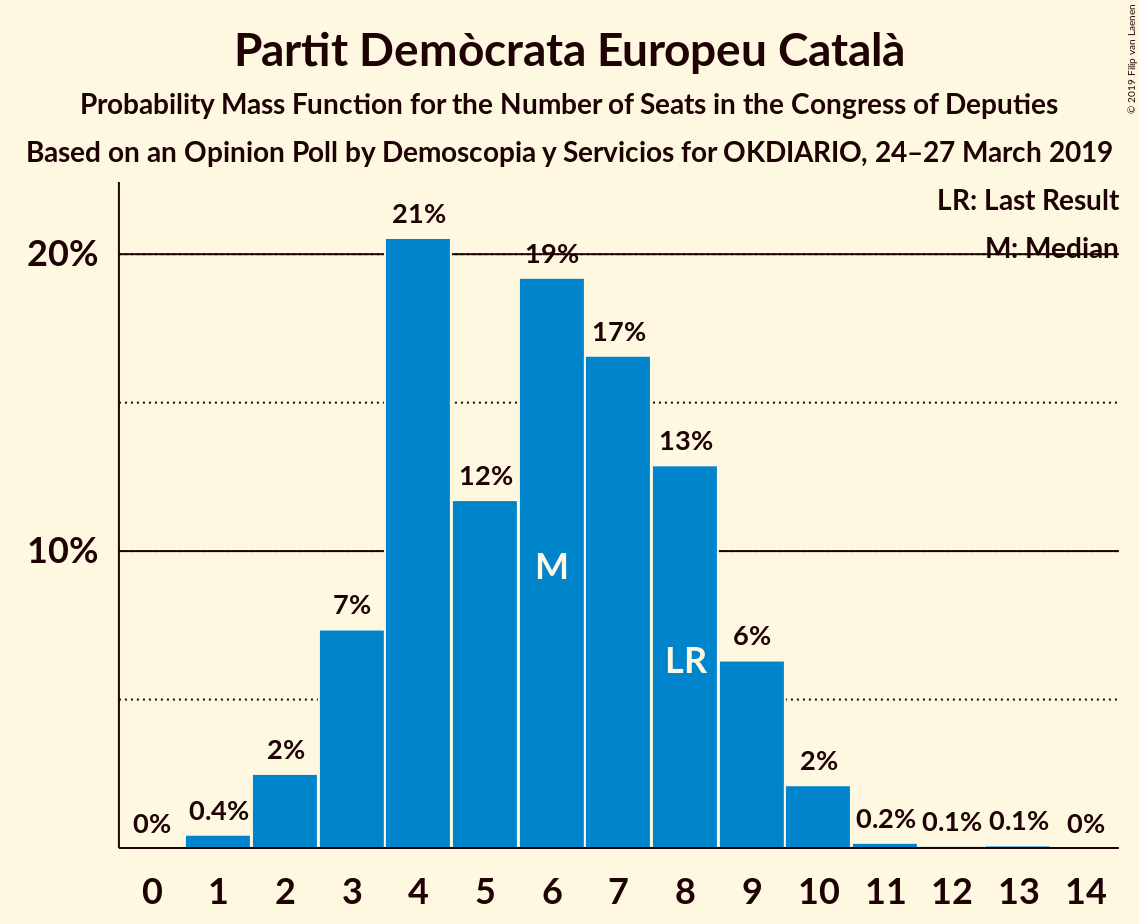 Partit Demòcrata Europeu Català
Probability Mass Function for the Number of Seats in the Congress of Deputies
Based on an Opinion Poll by Demoscopia y Servicios for OKDIARIO, 24–27 March 2019
© 2019 Filip van Laenen
LR: Last Result
M: Median
20%
10%
0%
0.4%
2%
7%
21%
12%
19%
17%
13%
6%
2%
0.2%
0.1%
0.1%
0%
M
LR
0 1 2 3 4 5 6 7 8 9 10 11 12 13 14